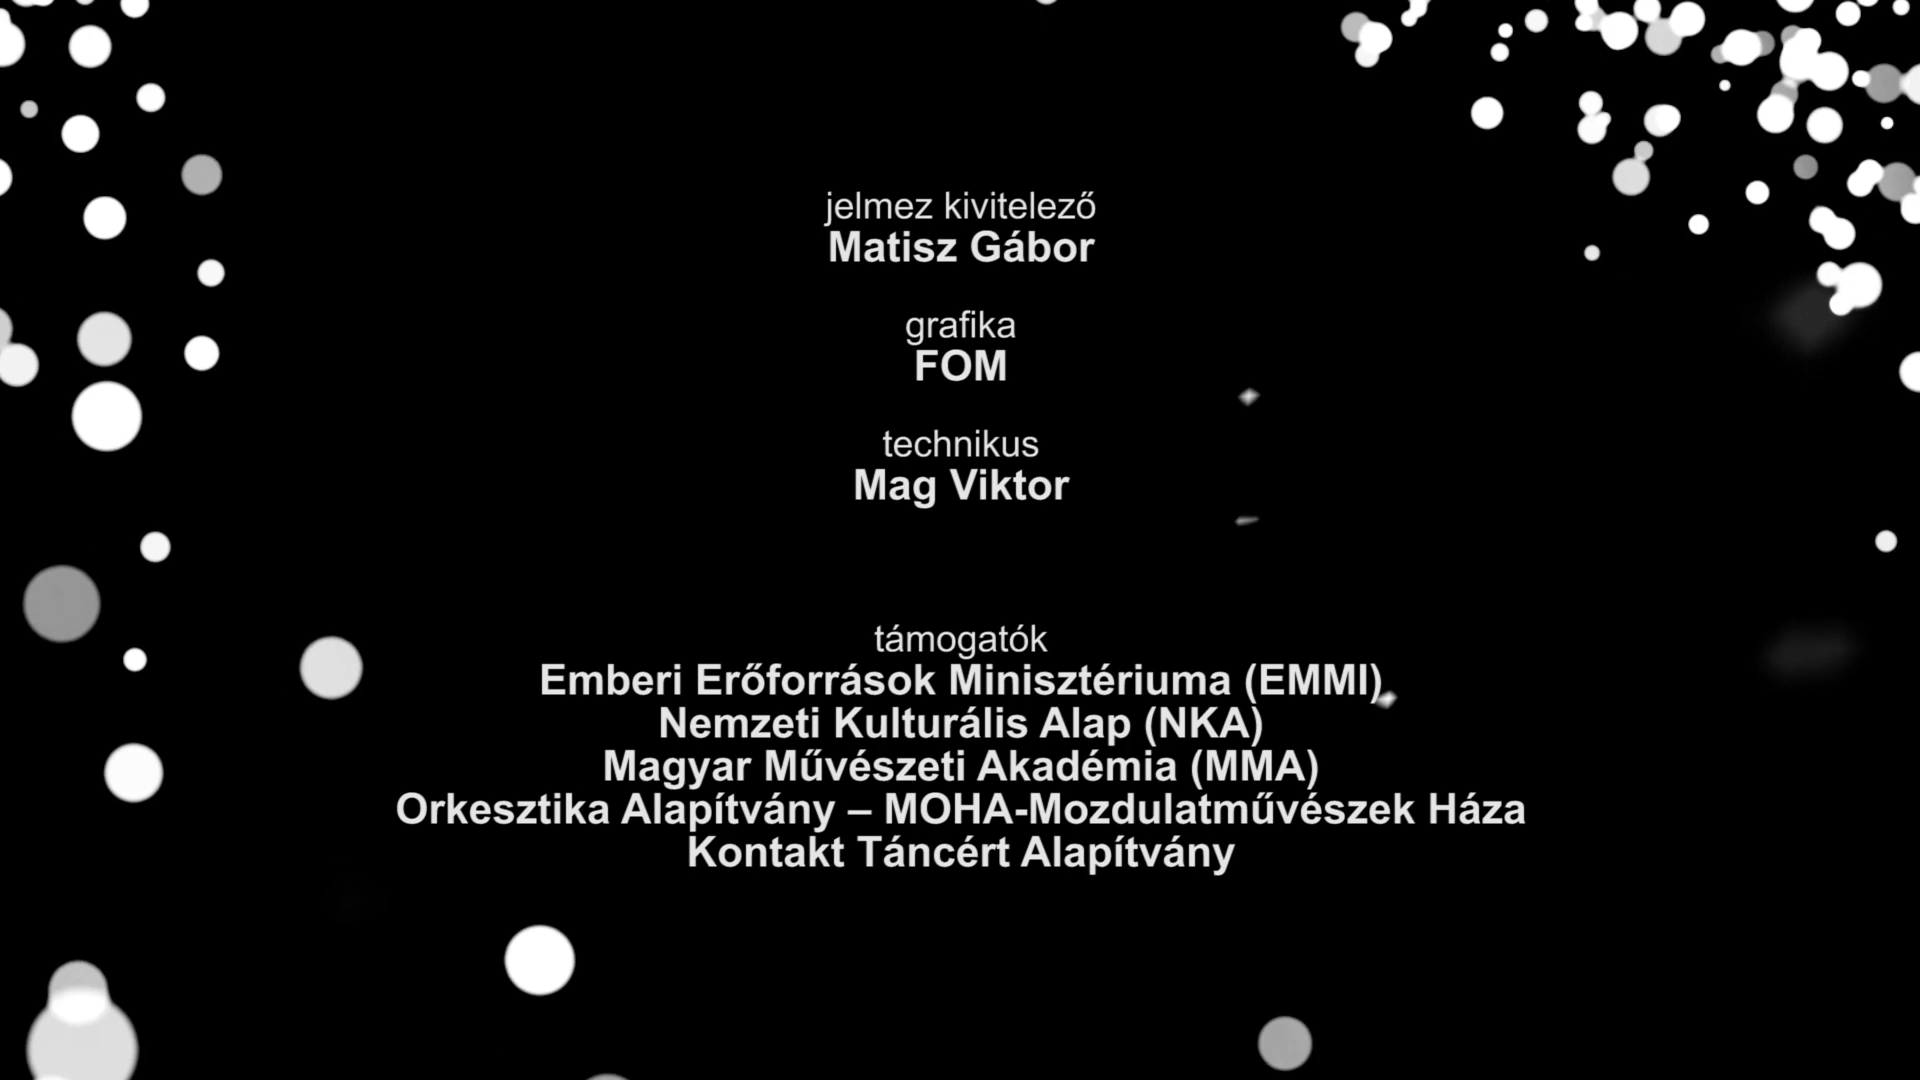 jelmez kivitelező
Matisz Gábor
grafika
FOM
technikus
Mag Viktor
támogatók
Emberi Erőforrások Minisztériuma (EMMI)
Nemzeti Kulturális Alap (NKA)
Magyar Művészeti Akadémia (MMA)
Orkesztika Alapítvány – MOHA-Mozdulatművészek Háza
Kontakt Táncért Alapítvány